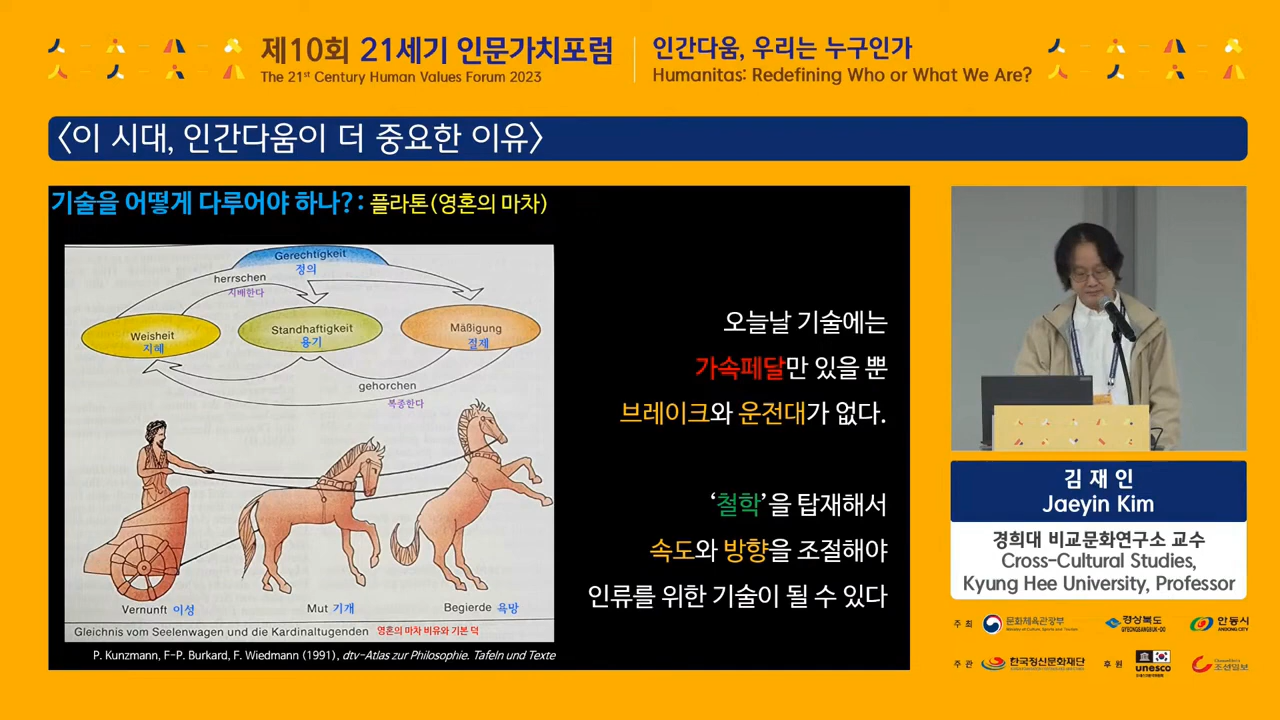 제10회 21세기 인문가치포럼
The 21st Century Human Values Forum 2023
인간다움, 우리는 누구인가
Humanitas: Redefining Who or What We Are?
〈이 시대, 인간다움이 더 중요한 이유〉
기술을 어떻게 다루어야 하나?: 플라톤(영혼의 마차)
Gerechtigkeit
정의
herrschen
지배한다
Weisheit
지혜
Standhaftigkeit
용기
Mäßigung
절제
gehorchen
복종한다
Vernunft 이성
Mut 기개
Begierde 욕망
Gleichnis vom Seelenwagen und die Kardinaltugenden 영혼의 마차 비유와 기본 덕
P. Kunzmann, F-P. Burkard, F. Wiedmann (1991), dtv-Atlas zur Philosophie. Tafeln und Texte
오늘날 기술에는
가속페달만 있을 뿐
브레이크와 운전대가 없다.
‘철학’을 탑재해서
속도와 방향을 조절해야
인류를 위한 기술이 될 수 있다
김 재 인
Jaeyin Kim
경희대 비교문화연구소 교수
Cross-Cultural Studies,
Kyung Hee University, Professor
주 최 문화체육관광부 경상북도 GYEONGSANGBUK-DO 안동시 ANDONG CITY
주 관 한국정신문화재단 후 원 unesco 조선일보